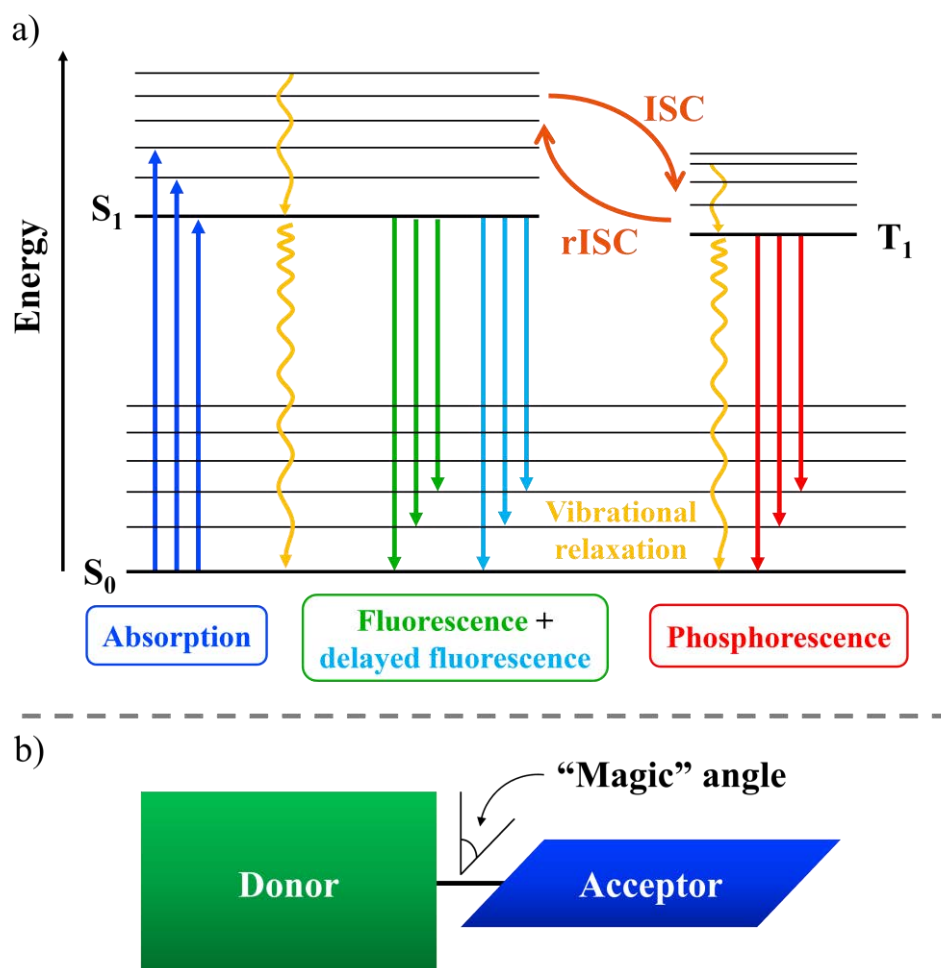 a)
ISC
S1
rISC
T1
Energy
Vibrational
relaxation
S0
Absorption
Fluorescence +
delayed fluorescence
Phosphorescence
b)
“Magic” angle
Donor
Acceptor